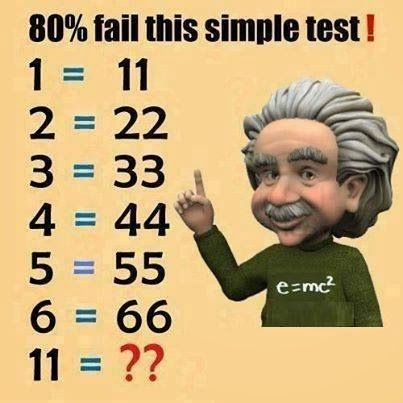 80% fail this simple test !
1 = 11
2 = 22
3 = 33
4 = 44
5 = 55
6 = 66
11 = ??
e=mc²